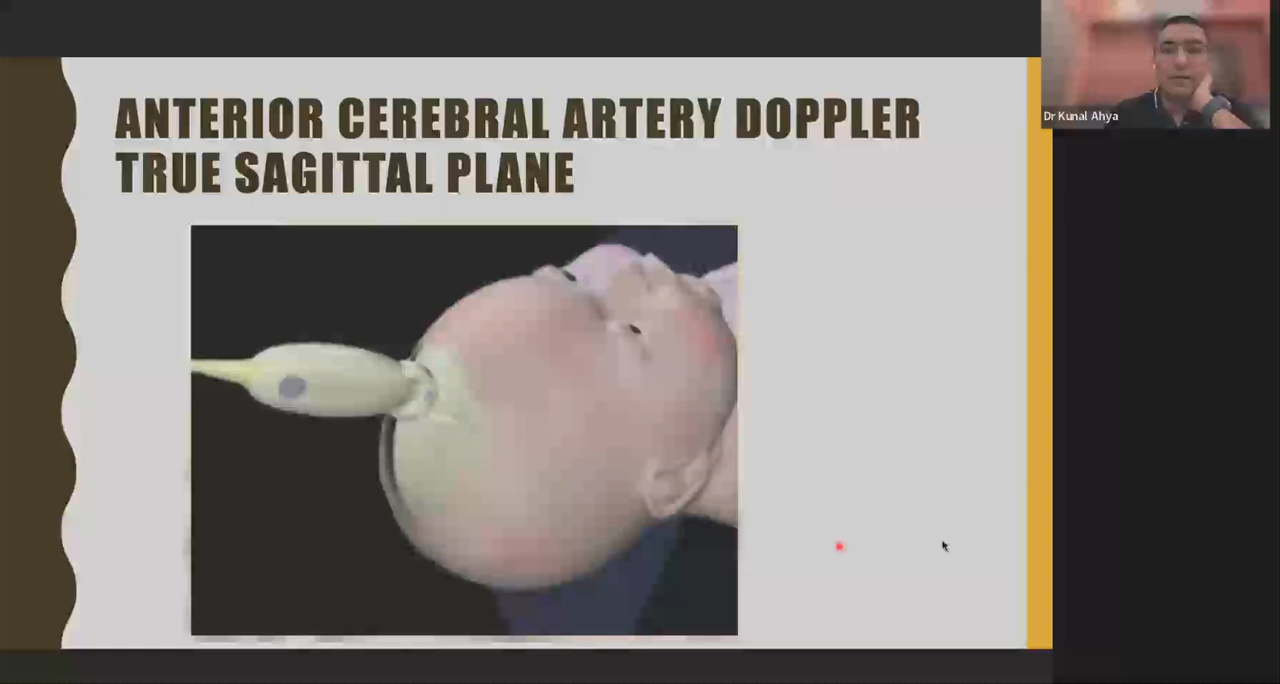 ANTERIOR CEREBRAL ARTERY DOPPLER
TRUE SAGITTAL PLANE
Dr Kunal Ahya